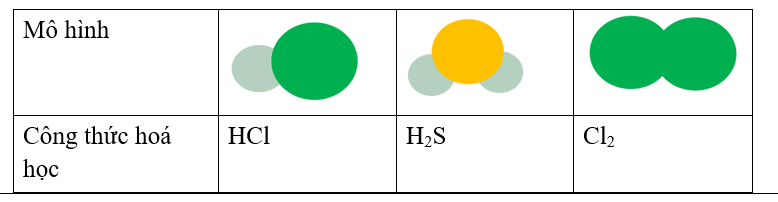 Mô hình
Công thức hoá
học
HCl
H₂S
Cl₂